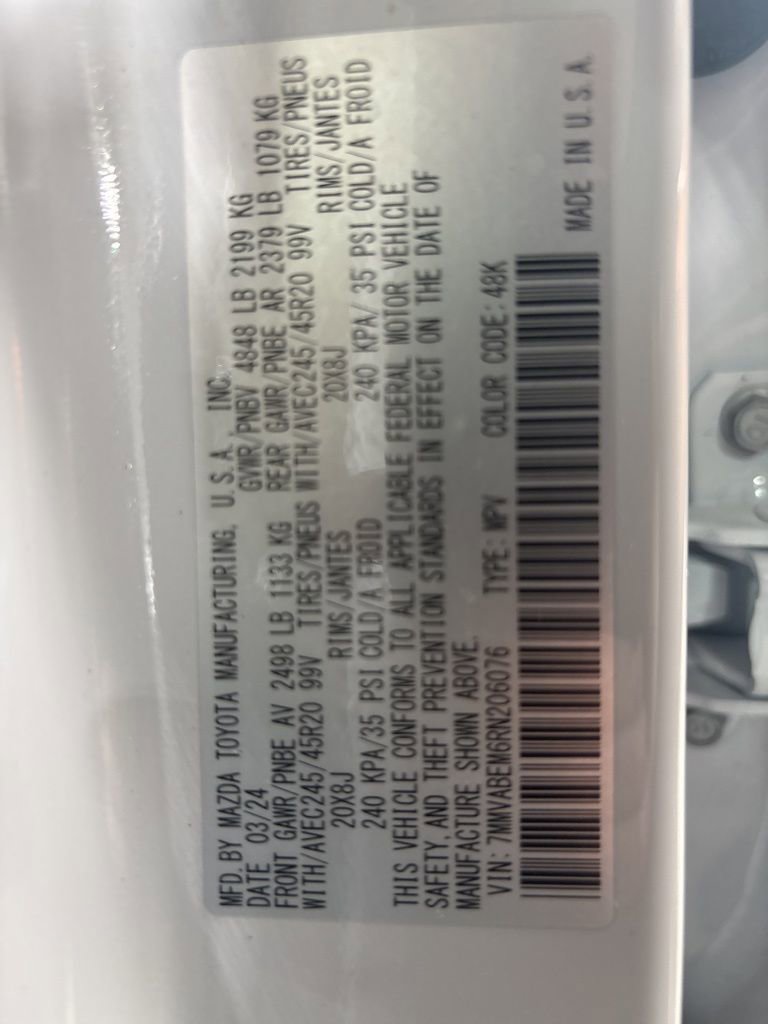 MFD. BY MAZDA TOYOTA MANUFACTURING, U.S.A., INC.
DATE 03/24 GVWR/PNBV 4848 LB 2199 KG
FRONT GAWR/PNBE AV 2498 LB 1133 KG REAR GAWR/PNBE AR 2379 LB 1079 KG
WITH/AVEC245/45R20 99V TIRES/PNEUS WITH/AVEC245/45R20 99V TIRES/PNEUS
20X8J RIMS/JANTES 20X8J RIMS/JANTES
240 KPA/35 PSI COLD/A FROID 240 KPA/ 35 PSI COLD/A FROID
THIS VEHICLE CONFORMS TO ALL APPLICABLE FEDERAL MOTOR VEHICLE
SAFETY AND THEFT PREVENTION STANDARDS IN EFFECT ON THE DATE OF
MANUFACTURE SHOWN ABOVE.
VIN: 7MMVABEM6RN206076 TYPE: MPV COLOR CODE: 48K
MADE IN U.S.A.